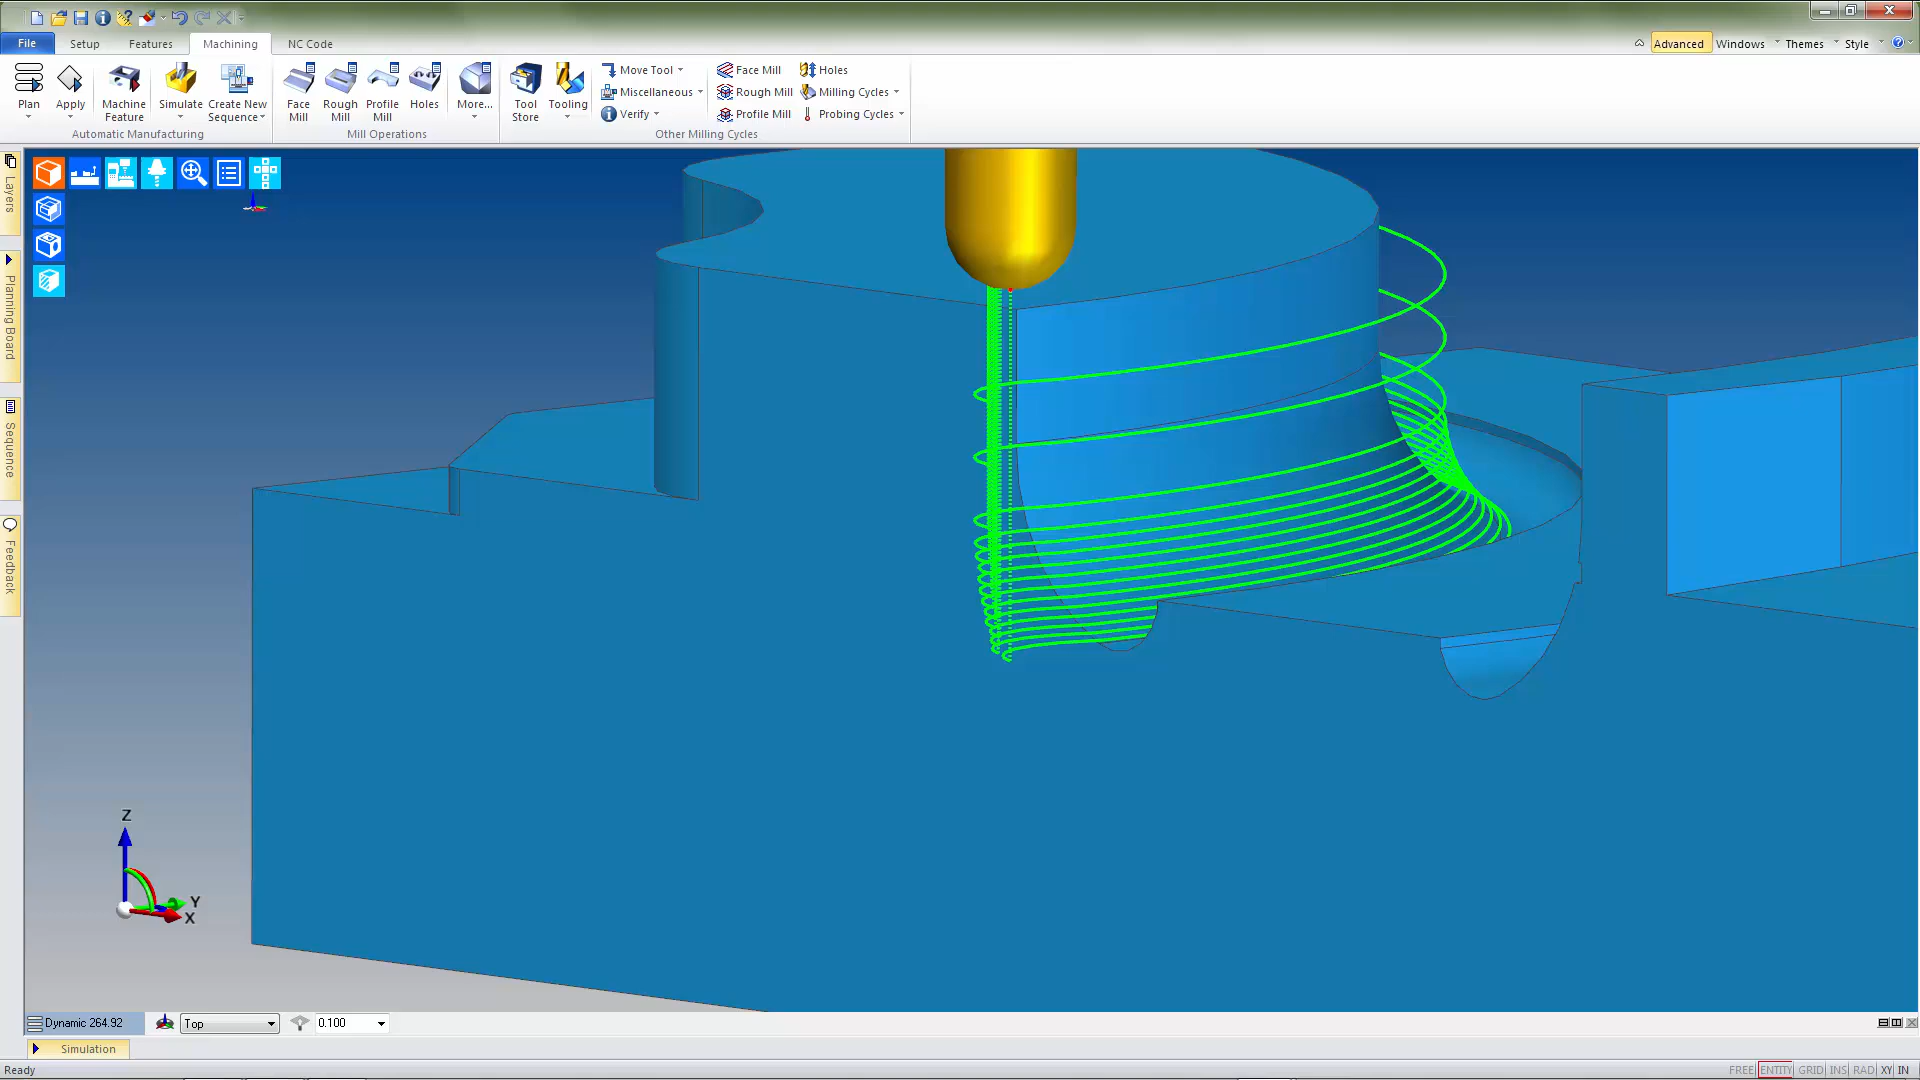 File Setup Features Machining NC Code Advanced Windows Themes Style
Plan Apply Machine Feature Simulate Create New Sequence
Automatic Manufacturing
Face Mill Rough Mill Profile Mill Holes More...
Mill Operations
Tool Store Tooling
Move Tool Face Mill Holes
Miscellaneous Rough Mill Milling Cycles
Verify Profile Mill Probing Cycles
Other Milling Cycles
Layers
Planning Board
Sequence
Feedback
Z
Y
X
Dynamic 264.92 Top 0.100
Simulation
Ready FREE ENTITY GRID INS RAD XY IN